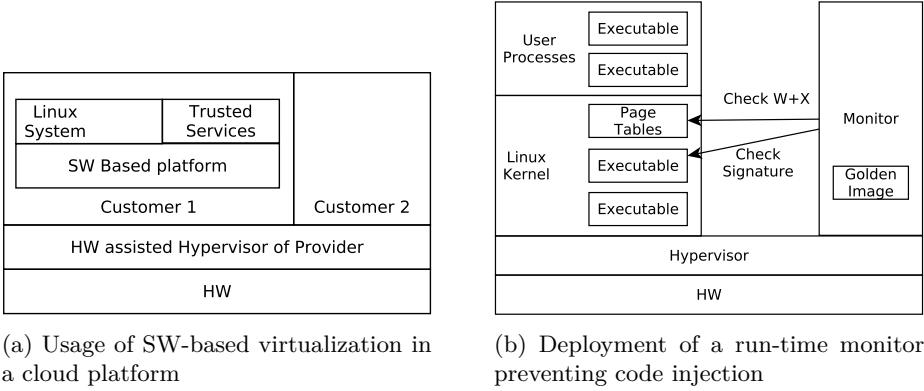 Linux
System
Trusted
Services
SW Based platform
Customer 1
Customer 2
HW assisted Hypervisor of Provider
HW
(a) Usage of SW-based virtualization in
a cloud platform
User
Processes
Executable
Executable
Linux
Kernel
Page
Tables
Executable
Executable
Check W+X
Check
Signature
Monitor
Golden
Image
Hypervisor
HW
(b) Deployment of a run-time monitor
preventing code injection